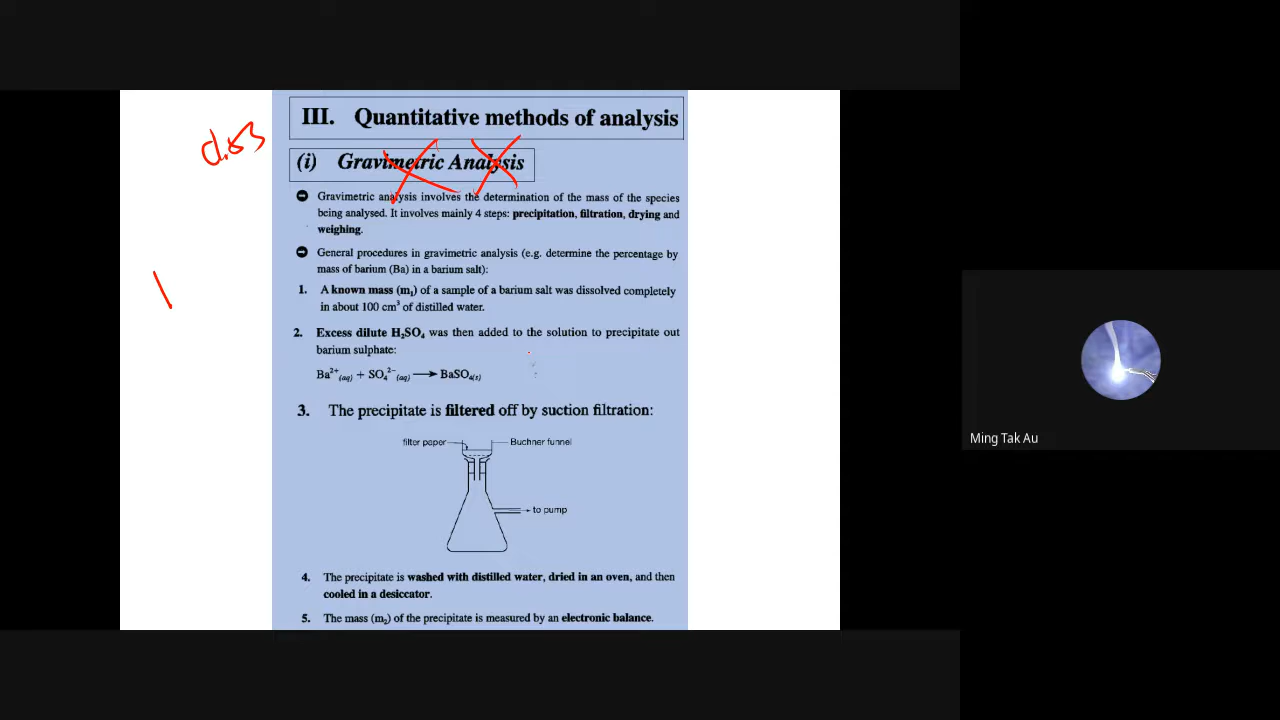 III. Quantitative methods of analysis
(i) Gravimetric Analysis
Gravimetric analysis involves the determination of the mass of the species
being analysed. It involves mainly 4 steps: precipitation, filtration, drying and
weighing.
General procedures in gravimetric analysis (e.g. determine the percentage by
mass of barium (Ba) in a barium salt):
1. A known mass (m₁) of a sample of a barium salt was dissolved completely
in about 100 cm³ of distilled water.
2. Excess dilute H₂SO₄ was then added to the solution to precipitate out
barium sulphate:
Ba²⁺(aq) + SO₄²⁻(aq) ⟶ BaSO₄(s)
3. The precipitate is filtered off by suction filtration:
filter paper
Buchner funnel
to pump
4. The precipitate is washed with distilled water, dried in an oven, and then
cooled in a desiccator.
5. The mass (m₂) of the precipitate is measured by an electronic balance.
Ming Tak Au